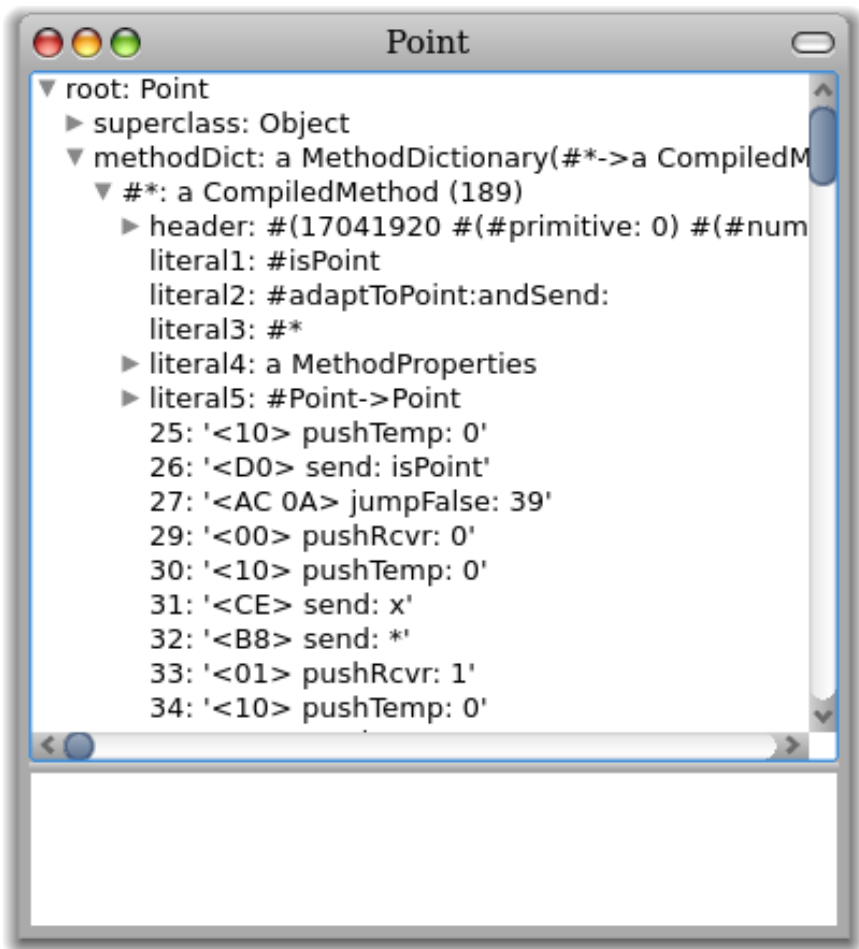 Point
root: Point
superclass: Object
methodDict: a MethodDictionary(#*->a CompiledM
#*: a CompiledMethod (189)
header: #(17041920 #(#primitive: 0) #(#num
literal1: #isPoint
literal2: #adaptToPoint:andSend:
literal3: #*
literal4: a MethodProperties
literal5: #Point->Point
25: '<10> pushTemp: 0'
26: '<D0> send: isPoint'
27: '<AC 0A> jumpFalse: 39'
29: '<00> pushRcvr: 0'
30: '<10> pushTemp: 0'
31: '<CE> send: x'
32: '<B8> send: *'
33: '<01> pushRcvr: 1'
34: '<10> pushTemp: 0'